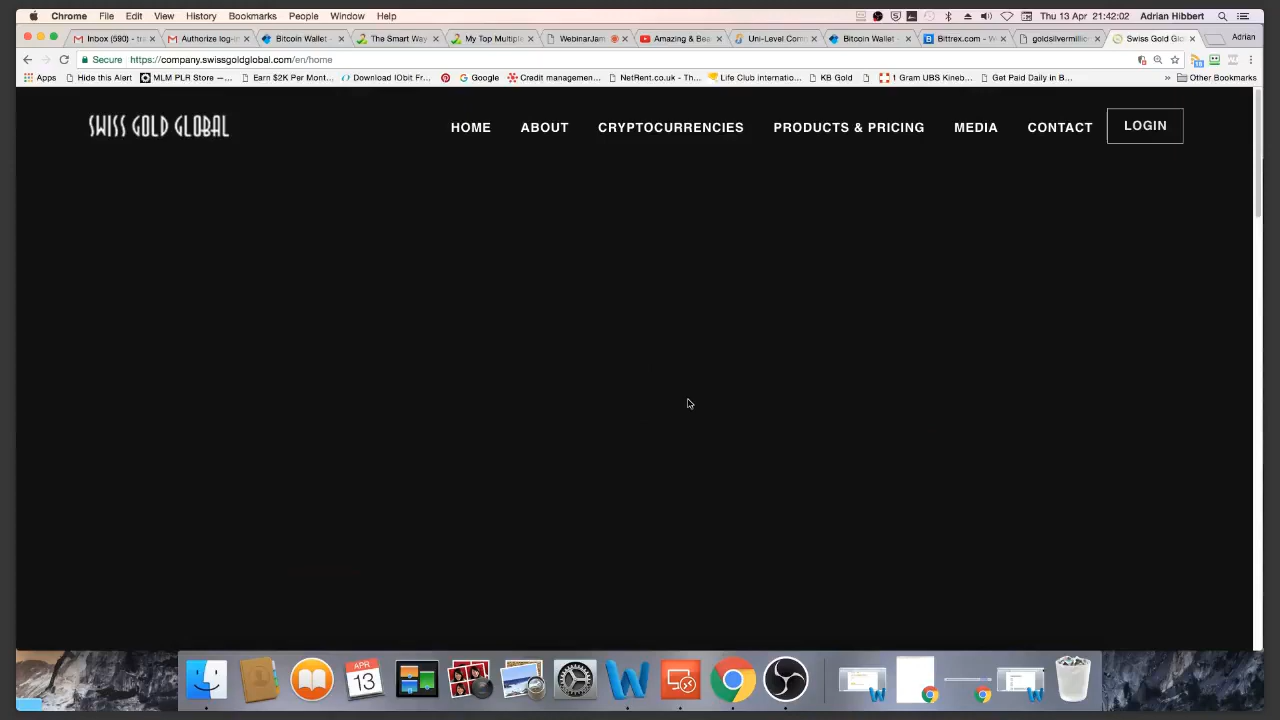 Chrome File Edit View History Bookmarks People Window Help Thu 13 Apr 21:42:02 Adrian Hibbert
Inbox (590) - tra Authorize log-i Bitcoin Wallet - The Smart Way My Top Multiple WebinarJam Amazing & Bea Uni-Level Com Bitcoin Wallet - Bittrex.com - W goldsilvermillio Swiss Gold Glo Adrian
Secure https://company.swissgoldglobal.com/en/home
Apps Hide this Alert MLM PLR Store —... Earn $2K Per Mont... Download IObit Fr... Google Credit managemen... NetRent.co.uk - Th... Life Club internatio... KB Gold 1 Gram UBS Kineb... Get Paid Daily in B... » Other Bookmarks
SWISS GOLD GLOBAL HOME ABOUT CRYPTOCURRENCIES PRODUCTS & PRICING MEDIA CONTACT LOGIN
APR
13